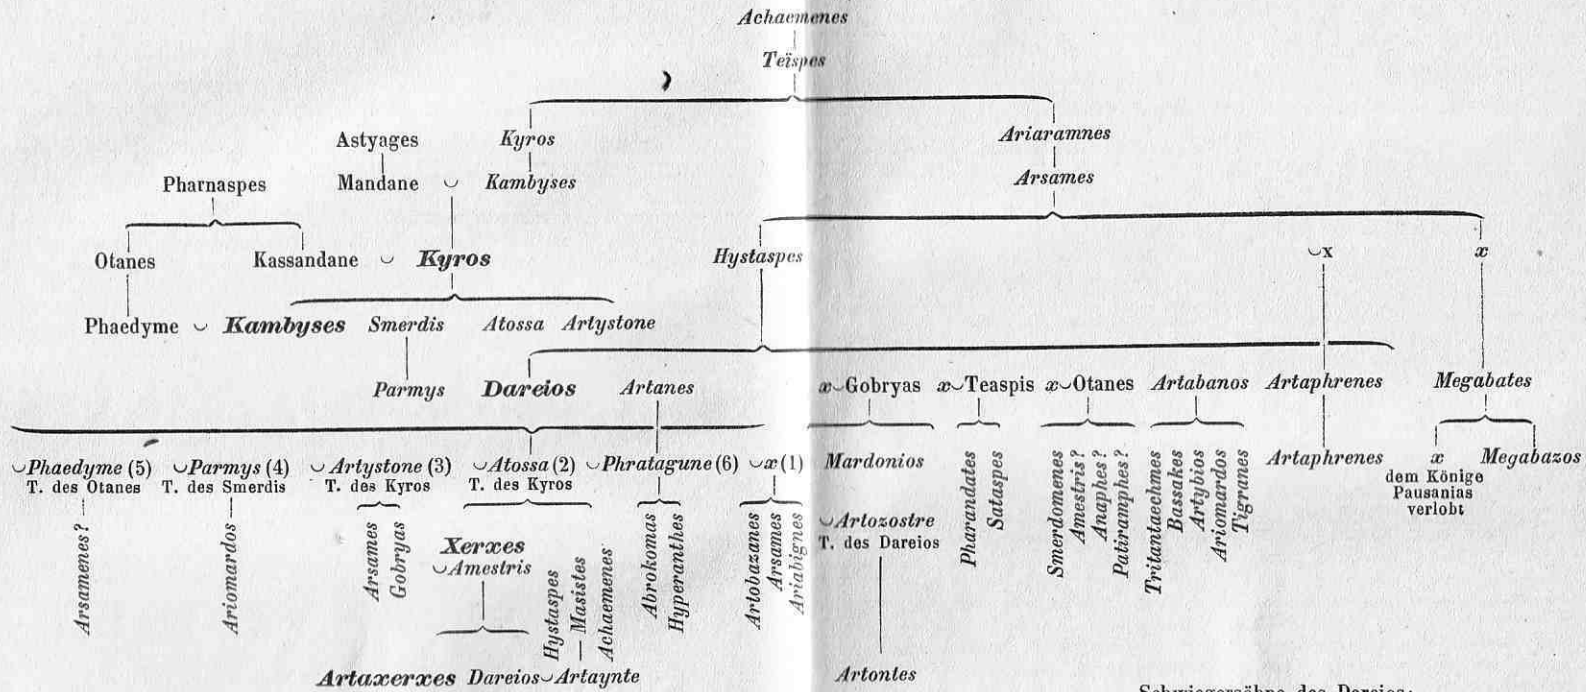 Achaemenes
Teïspes
Astyages Kyros Ariaramnes
Pharnaspes Mandane ◡ Kambyses Arsames
Otanes Kassandane ◡ Kyros Hystaspes ◡x x
Phaedyme ◡ Kambyses Smerdis Atossa Artystone
Parmys Dareios Artanes x◡Gobryas x◡Teaspis x◡Otanes Artabanos Artaphrenes Megabates
◡Phaedyme (5) ◡Parmys (4) ◡Artystone (3) ◡Atossa (2) ◡Phratagune (6) ◡x (1) Mardonios Artaphrenes x Megabazos
T. des Otanes T. des Smerdis T. des Kyros T. des Kyros
dem Könige
Pausanias
verlobt
Arsamenes?
Ariomardos
Arsames
Gobryas
Xerxes
◡Amestris
Hystaspes
— Masistes
Achaemenes
Abrokomas
Hyperanthes
Artobazanes
Arsames
Ariabignes
◡Artozostre
T. des Dareios
Pharandates
Sataspes
Smerdomenes
Amestris?
Anaphes?
Patiramphes?
Tritantaechmes
Bassakes
Artybios
Ariomardos
Tigranes
Artaxerxes Dareios◡Artaynte Artontes
Schwiegersöhne des Dareios: